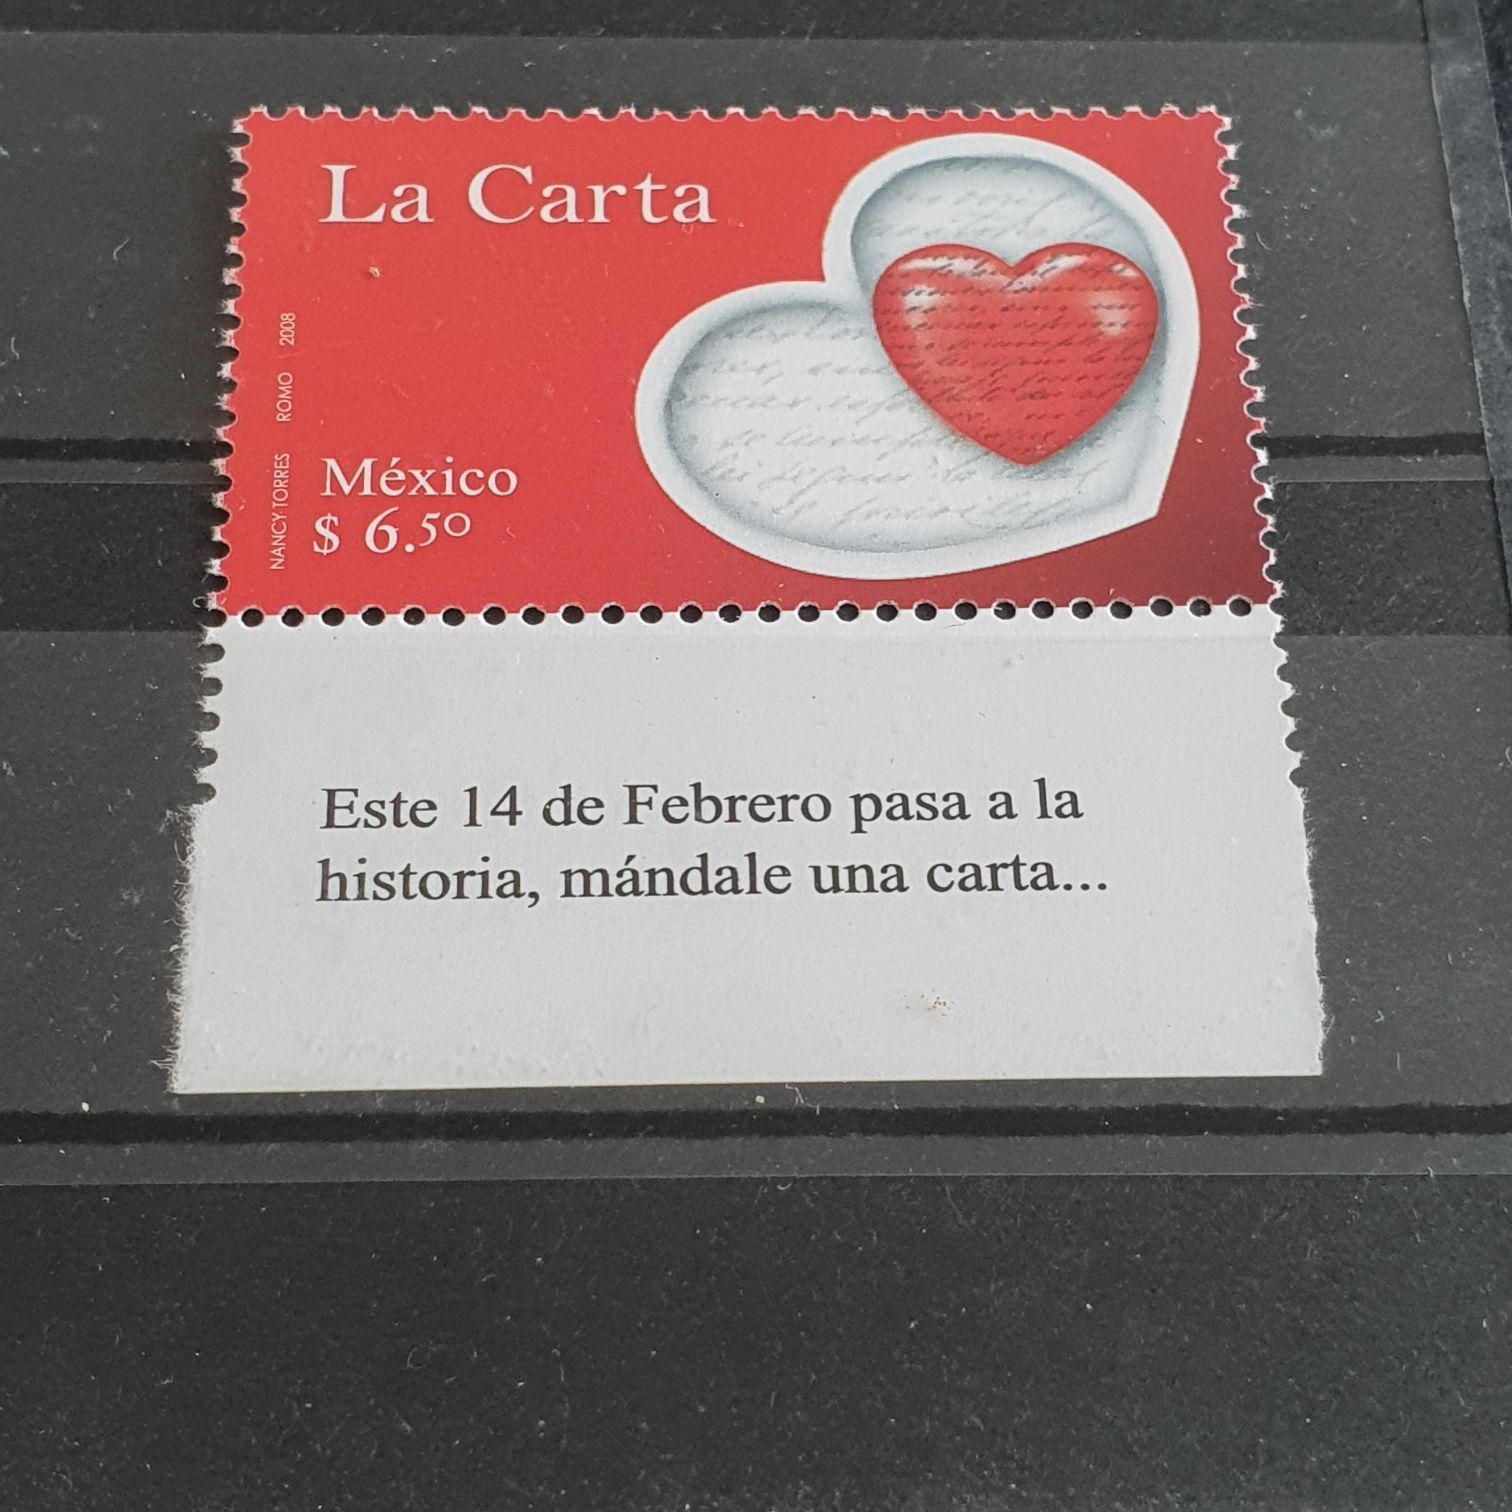 La Carta
NANCY TORRES ROMO 2008
México
$ 6.50
Este 14 de Febrero pasa a la
historia, mándale una carta...